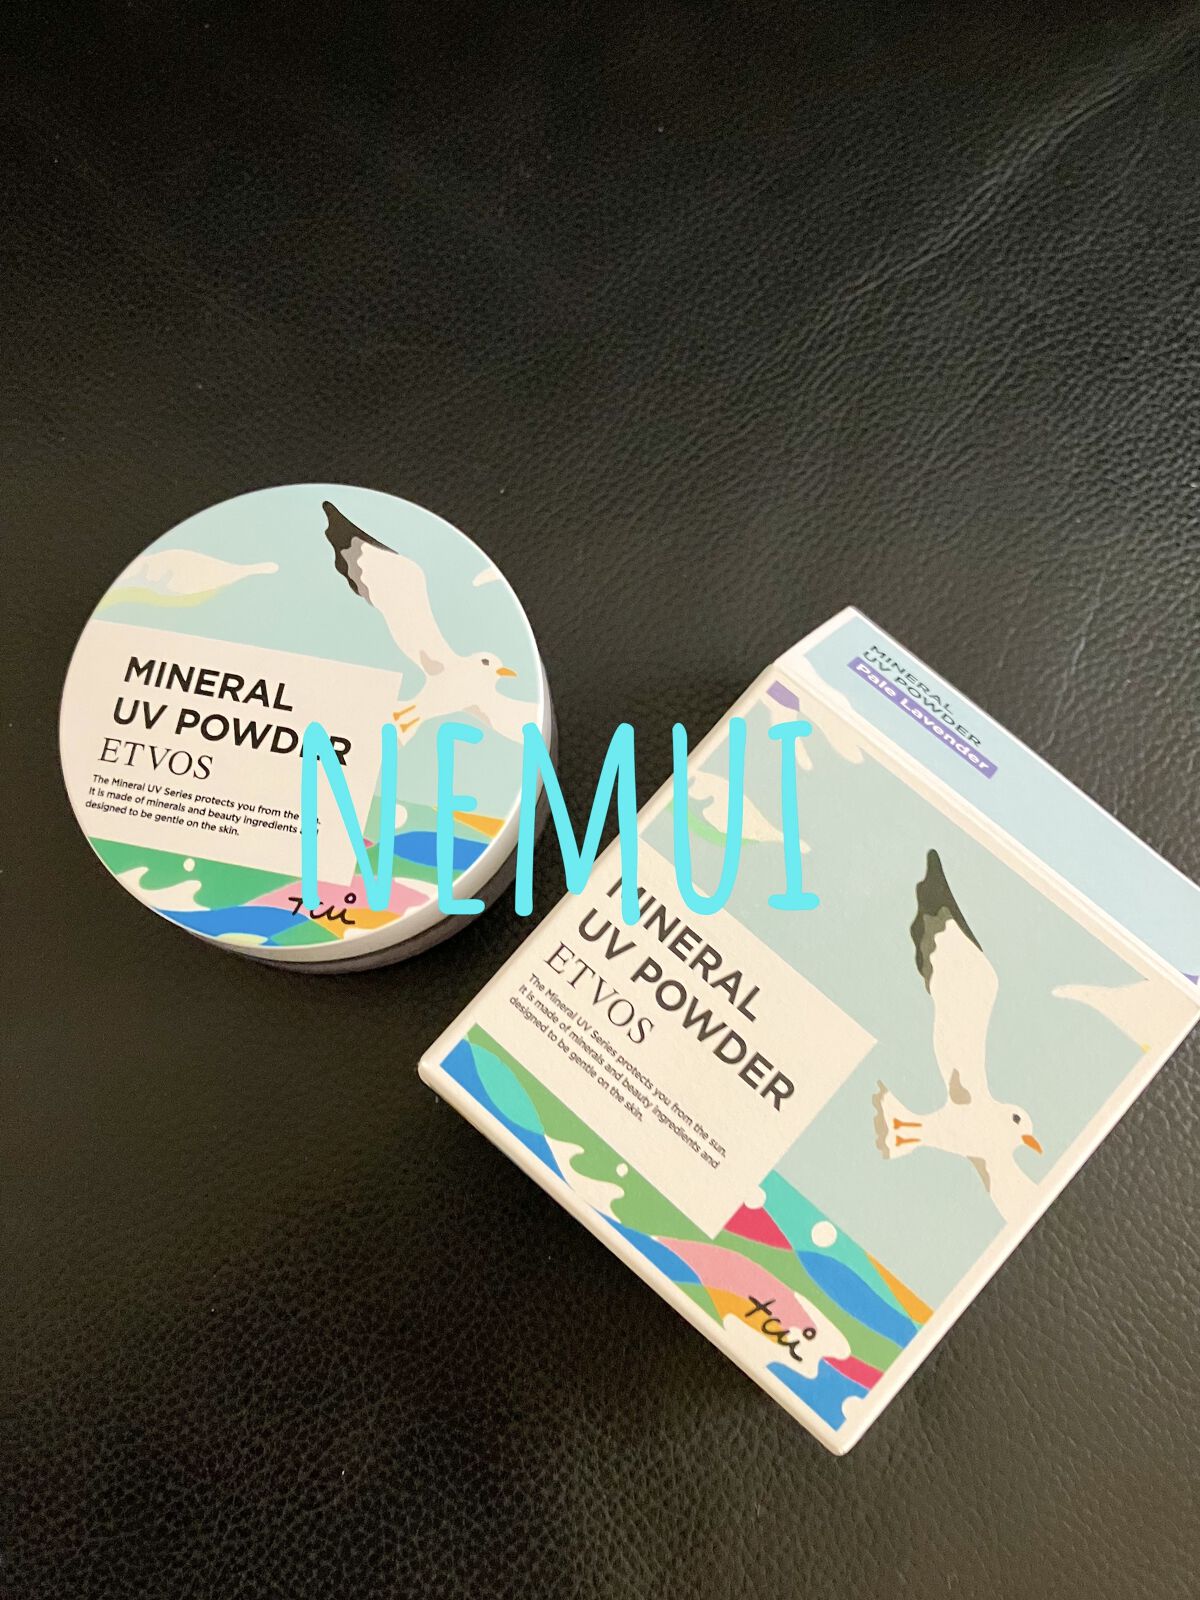 MINERAL
UV POWDER
ETVOS
The Mineral UV Series protects you from the
It is made of minerals and beauty ingredients
designed to be gentle on the skin.
tui
NEMUI
MINERAL
UV POWDER
Pale Lavender
MINERAL
UV POWDER
ETVOS
The Mineral UV Series protects you from the sun.
It is made of minerals and beauty ingredients and
designed to be gentle on the skin.
tui